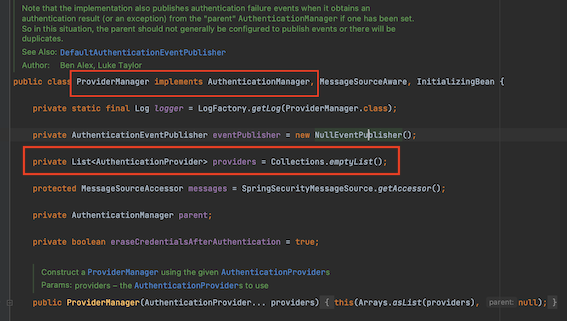 Note that the implementation also publishes authentication failure events when it obtains an
authentication result (or an exception) from the "parent" AuthenticationManager if one has been set.
So in this situation, the parent should not generally be configured to publish events or there will be
duplicates.
See Also: DefaultAuthenticationEventPublisher
Author: Ben Alex, Luke Taylor
public class ProviderManager implements AuthenticationManager, MessageSourceAware, InitializingBean {
private static final Log logger = LogFactory.getLog(ProviderManager.class);
private AuthenticationEventPublisher eventPublisher = new NullEventPublisher();
private List<AuthenticationProvider> providers = Collections.emptyList();
protected MessageSourceAccessor messages = SpringSecurityMessageSource.getAccessor();
private AuthenticationManager parent;
private boolean eraseCredentialsAfterAuthentication = true;
Construct a ProviderManager using the given AuthenticationProviders
Params: providers – the AuthenticationProviders to use
public ProviderManager(AuthenticationProvider... providers) { this(Arrays.asList(providers), parent: null); }